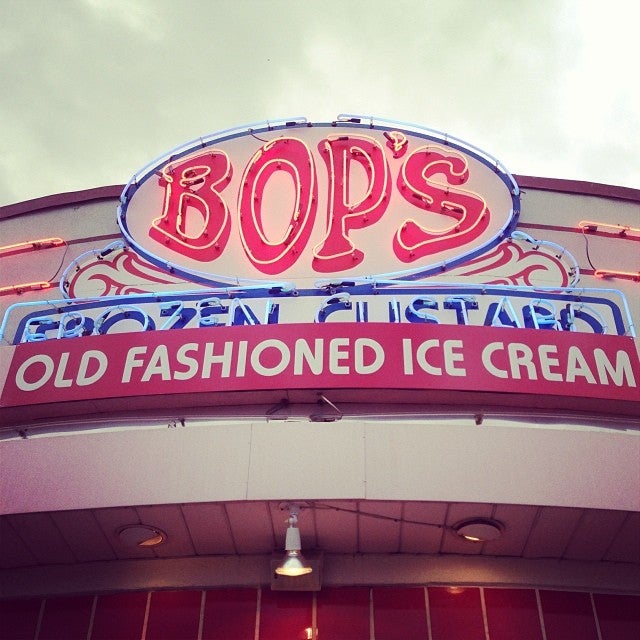 BOP'S
FROZEN CUSTARD
OLD FASHIONED ICE CREAM